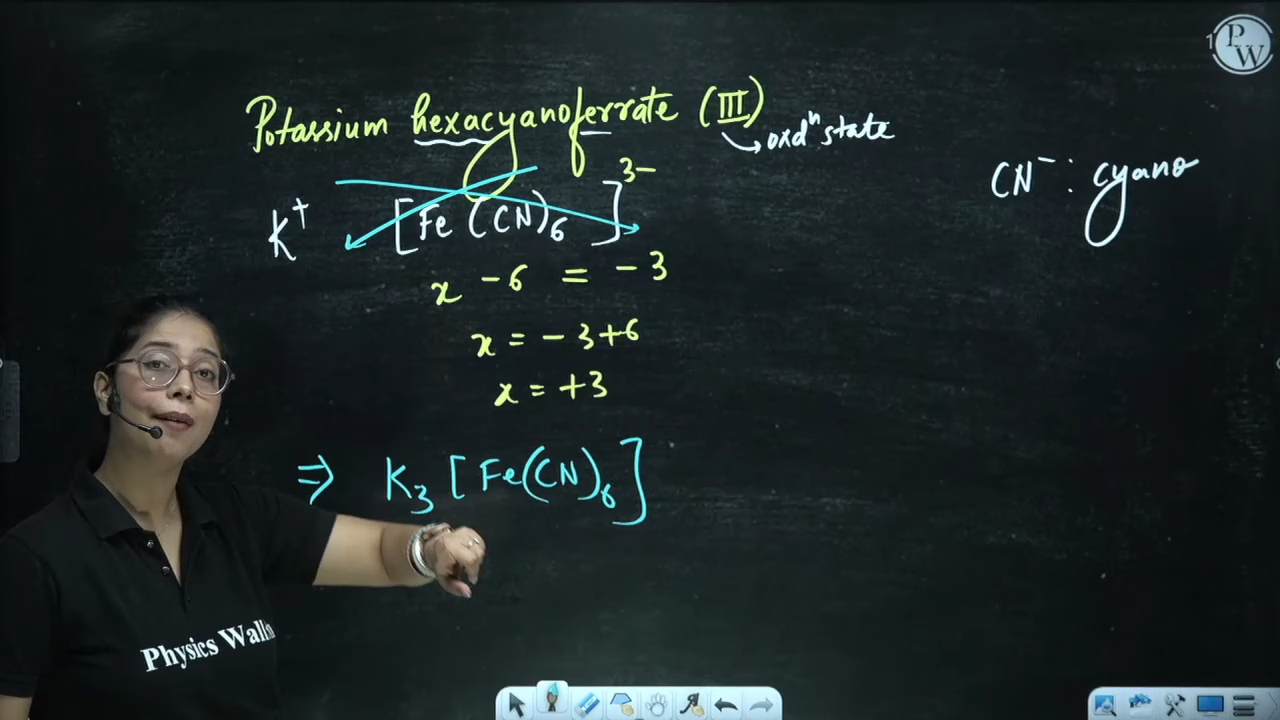 Potassium hexacyanoferrate (III)
oxdⁿ state
CN⁻ : cyano
K⁺ [Fe (CN)₆ ]³⁻
x - 6 = - 3
x = - 3 + 6
x = + 3
⇒ K₃ [Fe(CN)₆]
Physics Walla
PW